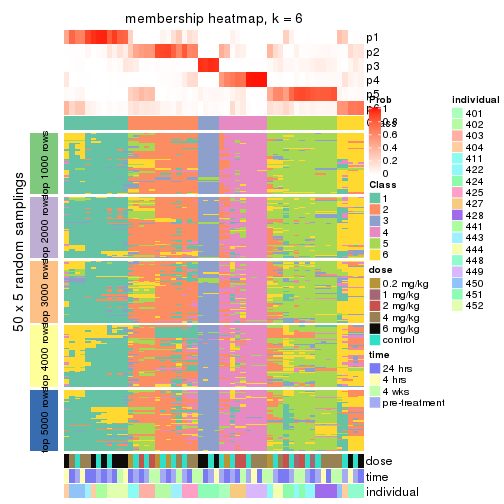 membership heatmap, k = 6
p1
p2
p3
p4
p5
p6
50 x 5 random samplings
top 1000 rows
top 2000 rows
top 3000 rows
top 4000 rows
top 5000 rows
dose
time
individual
Prob
1
0.8
0.6
0.4
0.2
0
Class
1
2
3
4
5
6
dose
0.2 mg/kg
1 mg/kg
2 mg/kg
4 mg/kg
6 mg/kg
control
time
24 hrs
4 hrs
4 wks
pre-treatment
individual
401
402
403
404
411
422
424
425
427
428
441
443
444
448
449
450
451
452